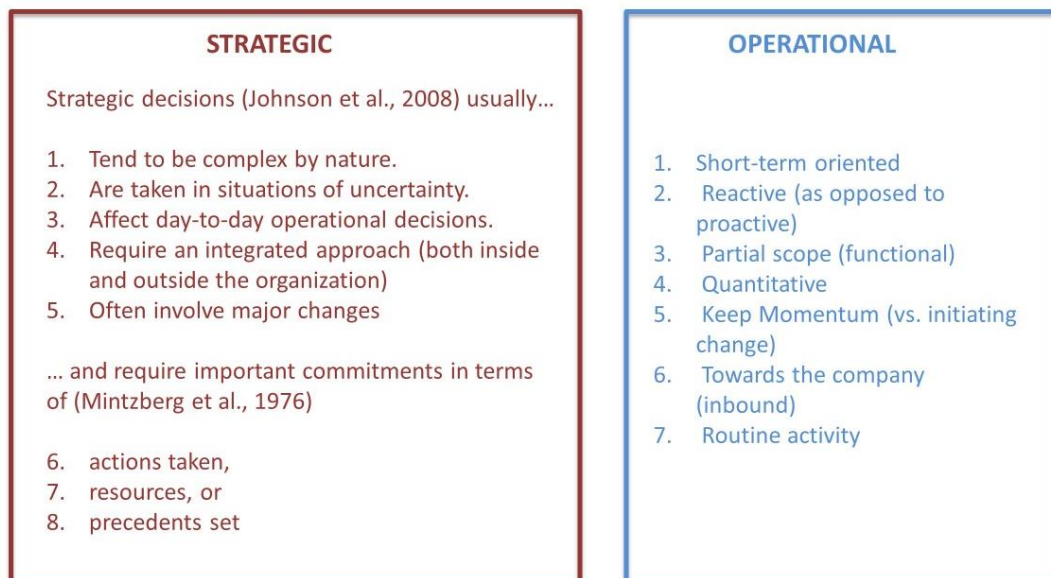 STRATEGIC
Strategic decisions (Johnson et al., 2008) usually…
1. Tend to be complex by nature.
2. Are taken in situations of uncertainty.
3. Affect day-to-day operational decisions.
4. Require an integrated approach (both inside
and outside the organization)
5. Often involve major changes
… and require important commitments in terms
of (Mintzberg et al., 1976)
6. actions taken,
7. resources, or
8. precedents set
OPERATIONAL
1. Short-term oriented
2. Reactive (as opposed to
proactive)
3. Partial scope (functional)
4. Quantitative
5. Keep Momentum (vs. initiating
change)
6. Towards the company
(inbound)
7. Routine activity